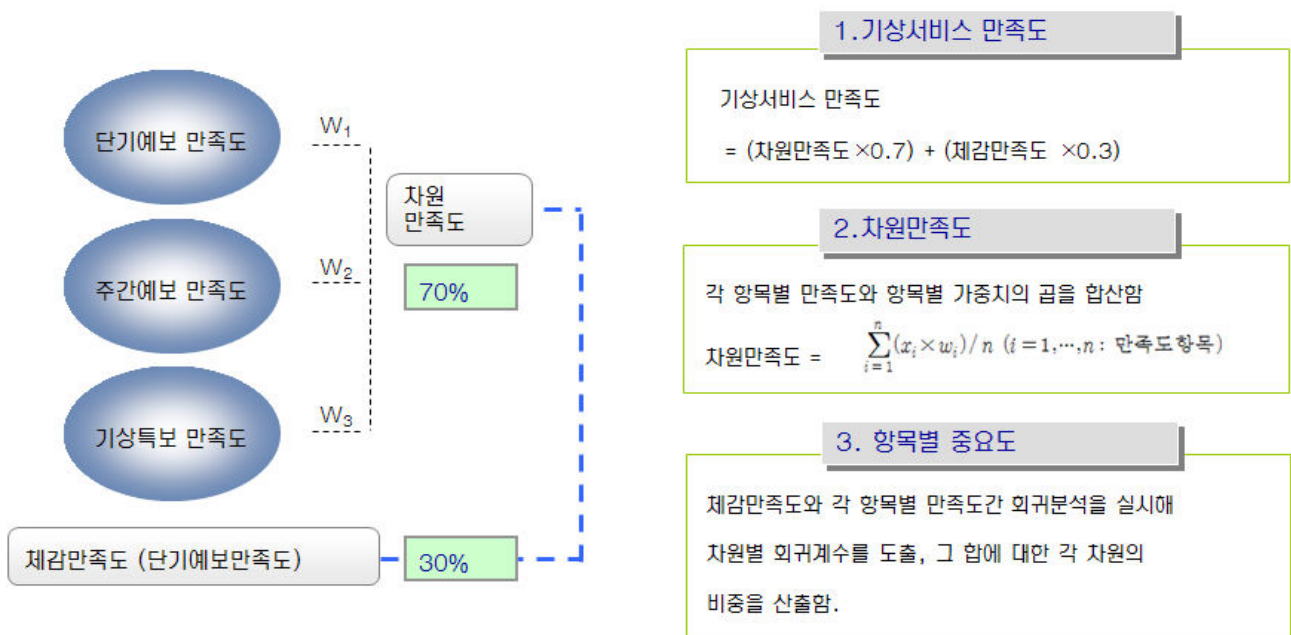 단기예보 만족도
W₁
주간예보 만족도
W₂
기상특보 만족도
W₃
차원
만족도
70%
체감만족도 (단기예보만족도)
30%
1.기상서비스 만족도
기상서비스 만족도
= (차원만족도×0.7) + (체감만족도 ×0.3)
2.차원만족도
각 항목별 만족도와 항목별 가중치의 곱을 합산함
차원만족도 = \sum_{i=1}^{n}(x_i×w_i)/n (i=1,⋯,n: 만족도항목)
3. 항목별 중요도
체감만족도와 각 항목별 만족도간 회귀분석을 실시해
차원별 회귀계수를 도출, 그 합에 대한 각 차원의
비중을 산출함.